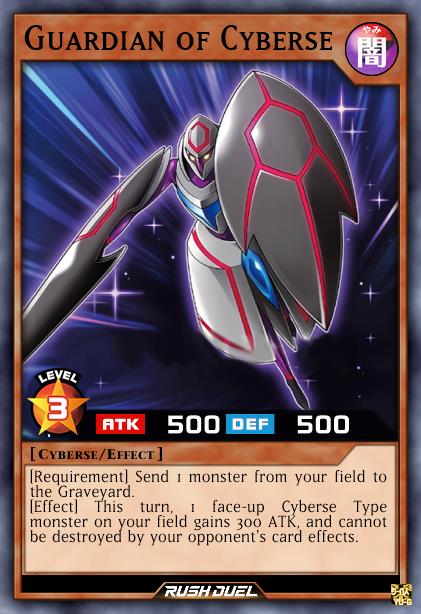 GUARDIAN OF CYBERSE
やみ
闇
LEVEL
3
ATK 500 DEF 500
[CYBERSE/EFFECT]
[Requirement] Send 1 monster from your field to
the Graveyard.
[Effect] This turn, 1 face-up Cyberse Type
monster on your field gains 300 ATK, and cannot
be destroyed by your opponent's card effects.
RUSH DUEL